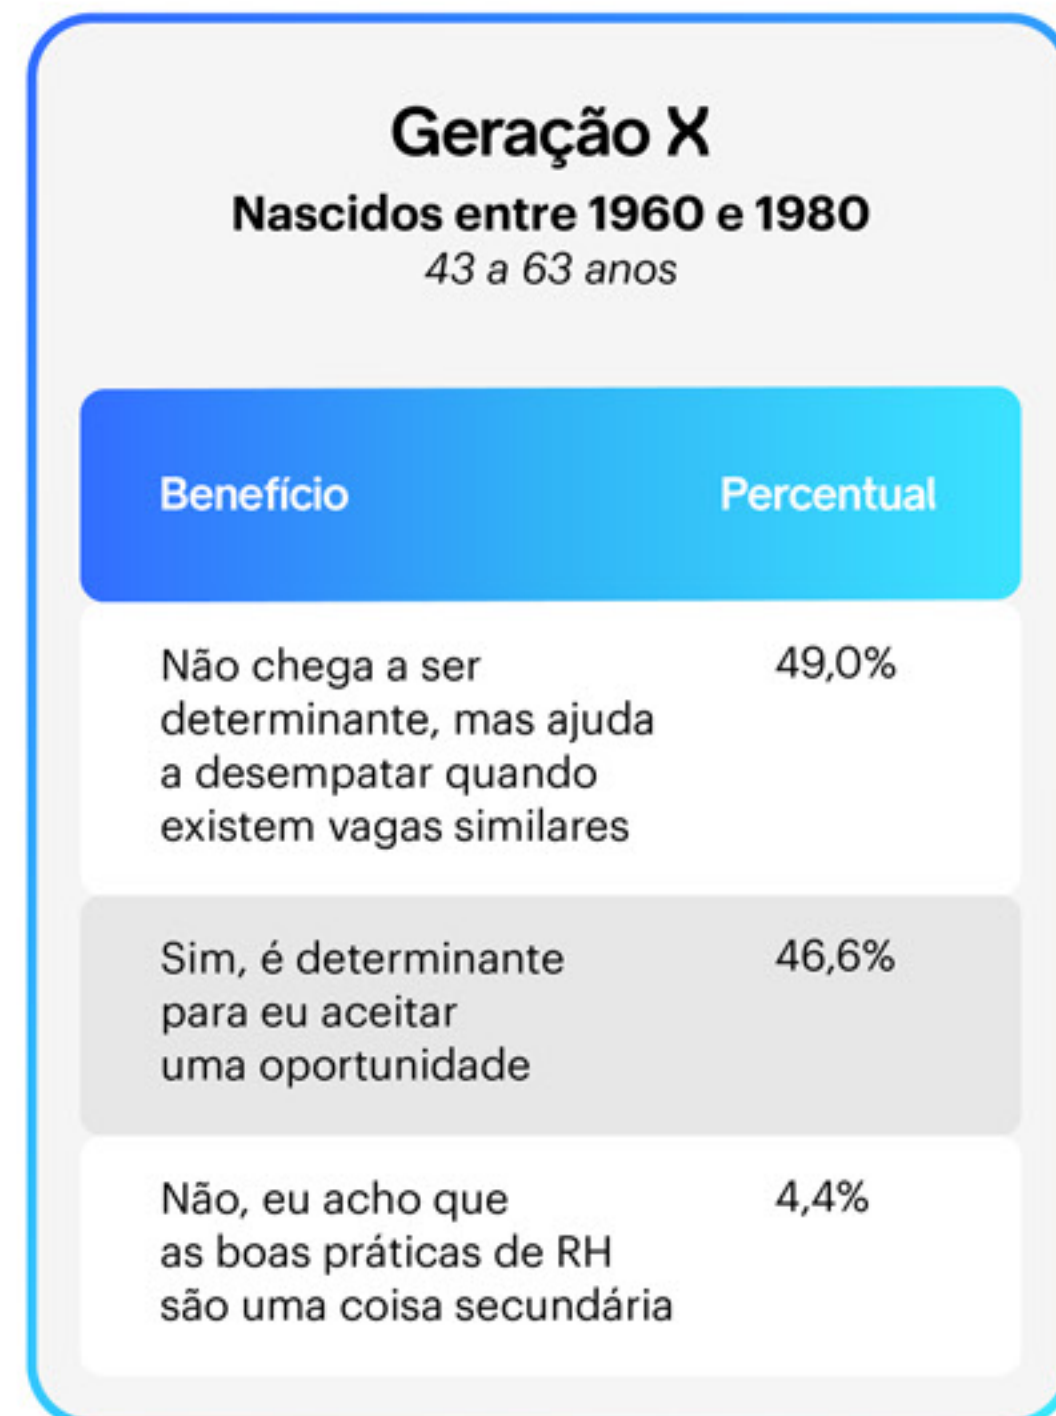 Geração X
Nascidos entre 1960 e 1980
43 a 63 anos
Benefício Percentual
Não chega a ser 49,0%
determinante, mas ajuda
a desempatar quando
existem vagas similares
Sim, é determinante 46,6%
para eu aceitar
uma oportunidade
Não, eu acho que 4,4%
as boas práticas de RH
são uma coisa secundária